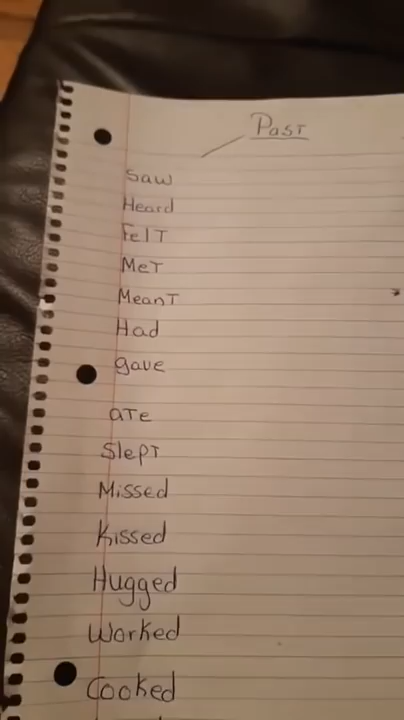 Past
Saw
Heard
Felt
Met
Meant
Had
gave
ate
Slept
Missed
Kissed
Hugged
Worked
Cooked